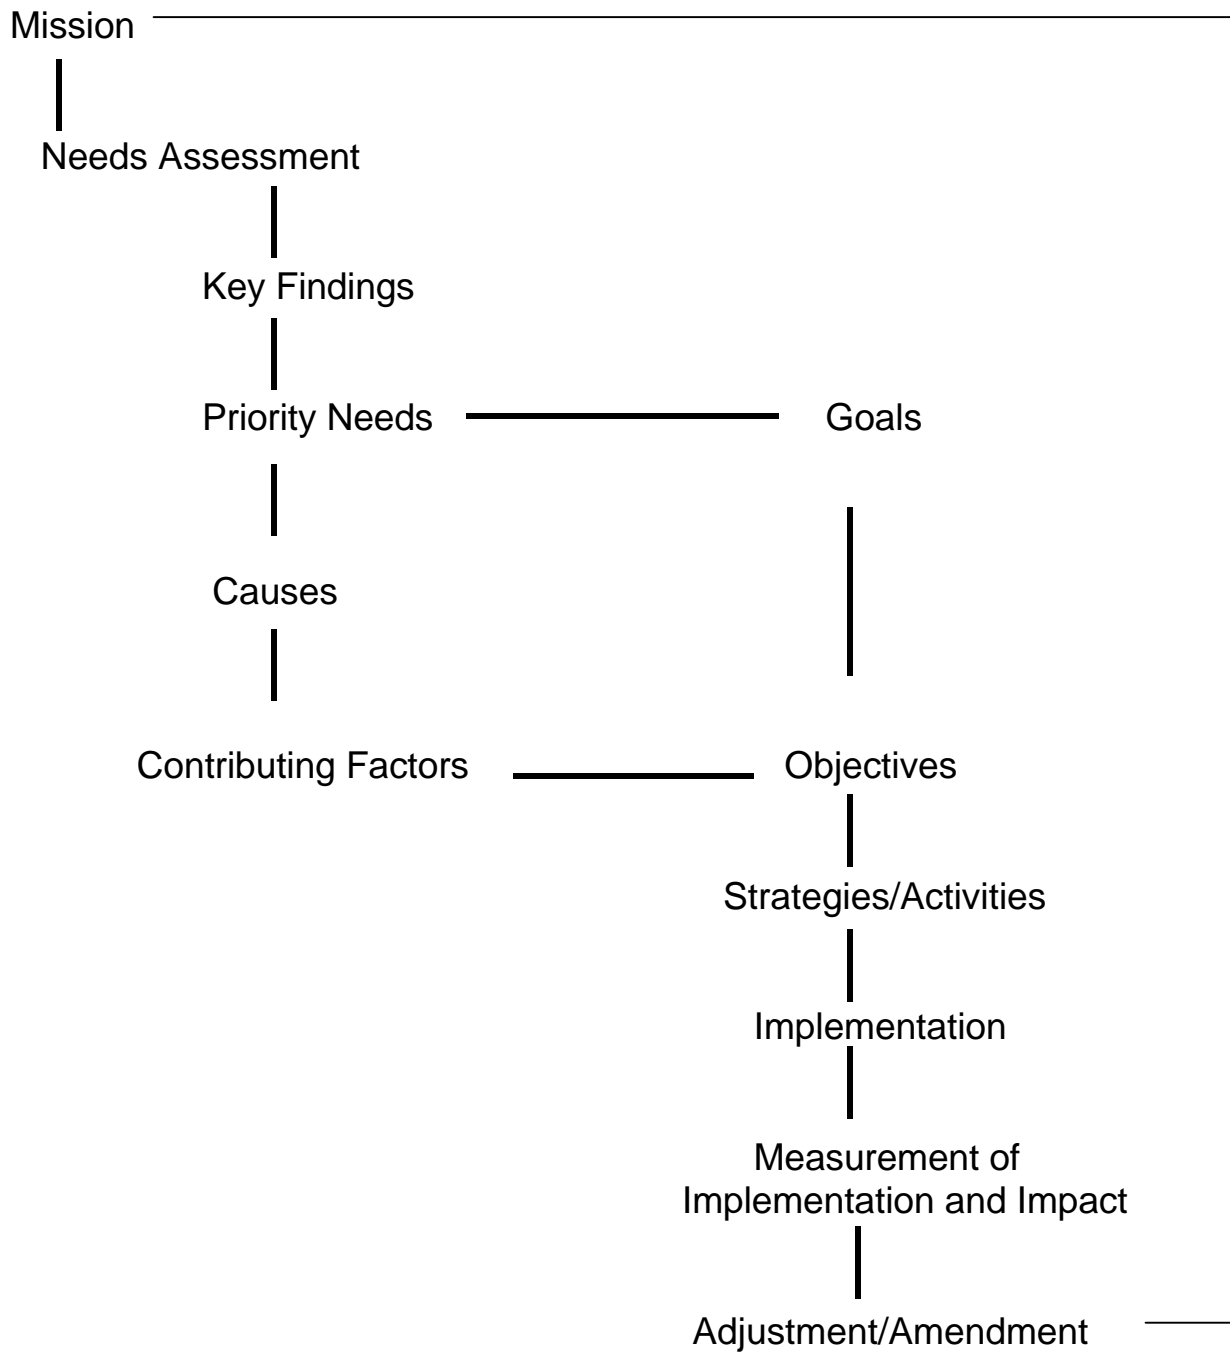 Mission
Needs Assessment
Key Findings
Priority Needs
Goals
Causes
Contributing Factors
Objectives
Strategies/Activities
Implementation
Measurement of
Implementation and Impact
Adjustment/Amendment